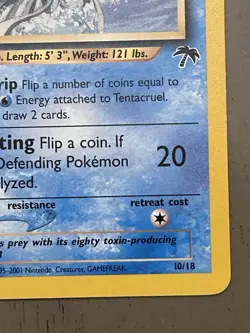 . Length: 5' 3", Weight: 121 lbs.
rip Flip a number of coins equal to
Energy attached to Tentacruel.
draw 2 cards.
ting Flip a coin. If
Defending Pokémon 20
lyzed.
resistance retreat cost
s prey with its eighty toxin-producing
95-2001 Nintendo, Creatures, GAMEFREAK. 10/18